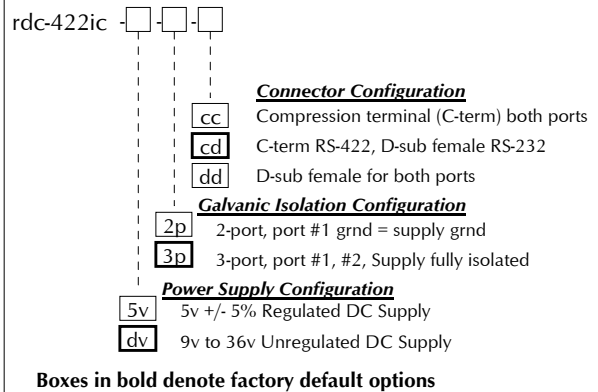 rdc-422ic - - -
Connector Configuration
cc Compression terminal (C-term) both ports
cd C-term RS-422, D-sub female RS-232
dd D-sub female for both ports
Galvanic Isolation Configuration
2p 2-port, port #1 grnd = supply grnd
3p 3-port, port #1, #2, Supply fully isolated
Power Supply Configuration
5v 5v +/- 5% Regulated DC Supply
dv 9v to 36v Unregulated DC Supply
Boxes in bold denote factory default options